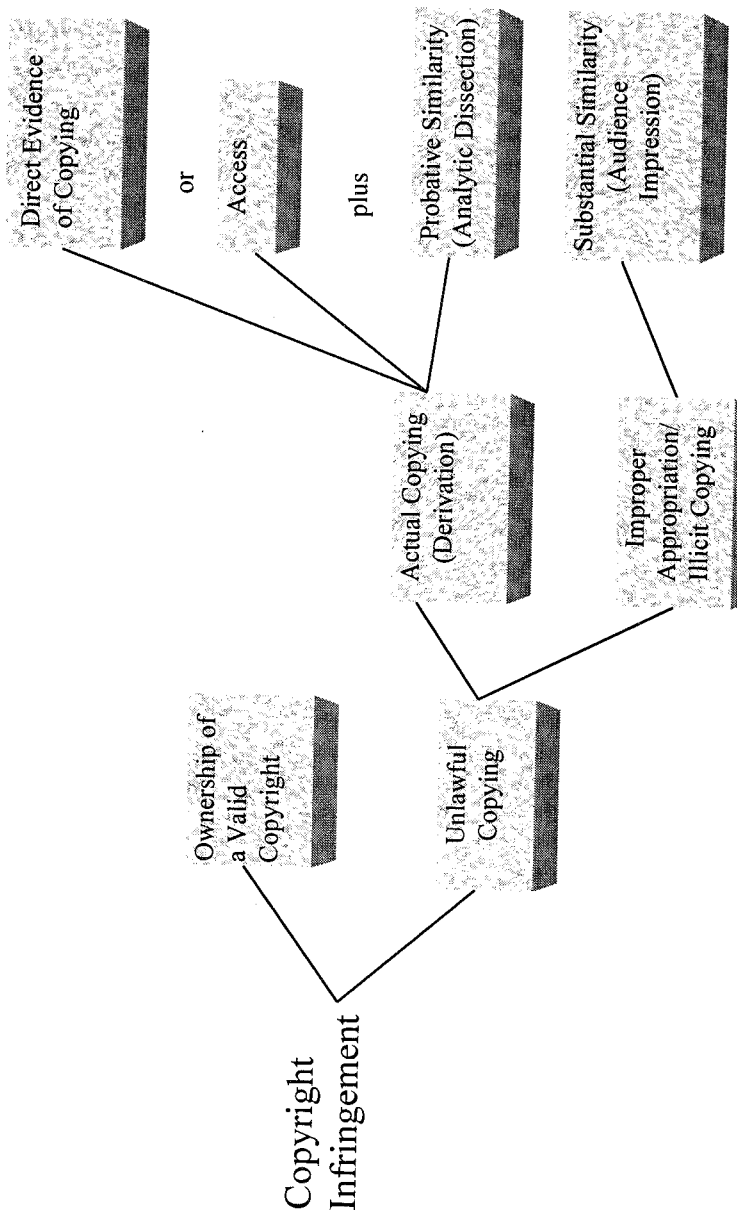 Copyright
Infringement
Ownership of
a Valid
Copyright
Unlawful
Copying
Actual Copying
(Derivation)
Improper
Appropriation/
Illicit Copying
Direct Evidence
of Copying
or
Access
plus
Probative Similarity
(Analytic Dissection)
Substantial Similarity
(Audience
Impression)